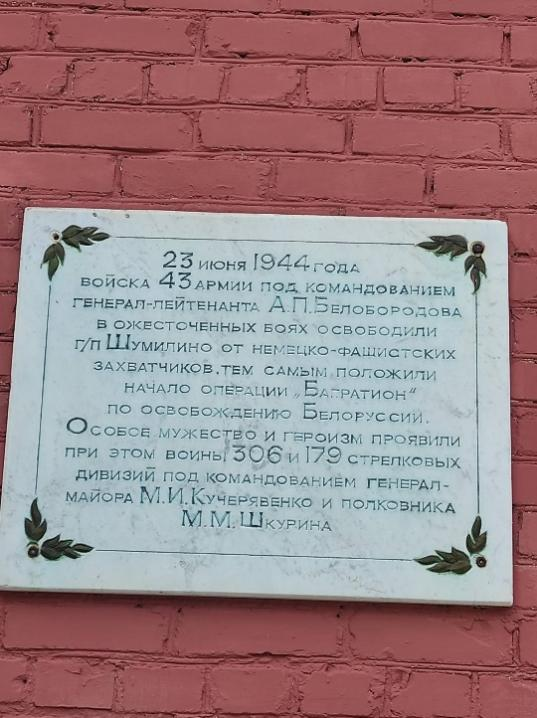 23 июня 1944 года
войска 43 армии под командованием
генерал-лейтенанта А.П.Белобородова
в ожесточенных боях освободили
г/п Шумилино от немецко-фашистских
захватчиков, тем самым положили
начало операции „Багратион"
по освобождению Белоруссии.
Особое мужество и героизм проявили
при этом воины 306 и 179 стрелковых
дивизий под командованием генерал-
майора М.И.Кучерявенко и полковника
М.М.Шкурина